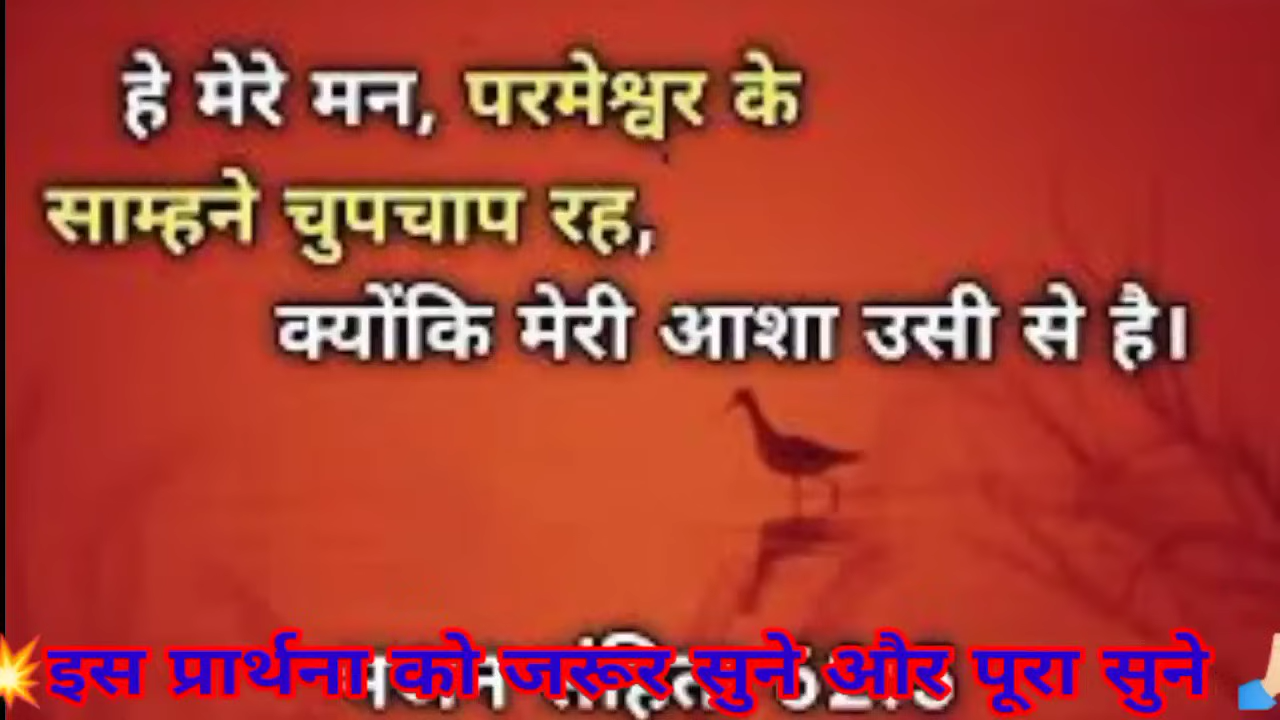 हे मेरे मन, परमेश्वर के
साम्हने चुपचाप रह,
क्योंकि मेरी आशा उसी से है।
इस प्रार्थना को जरूर सुने और पूरा सुने